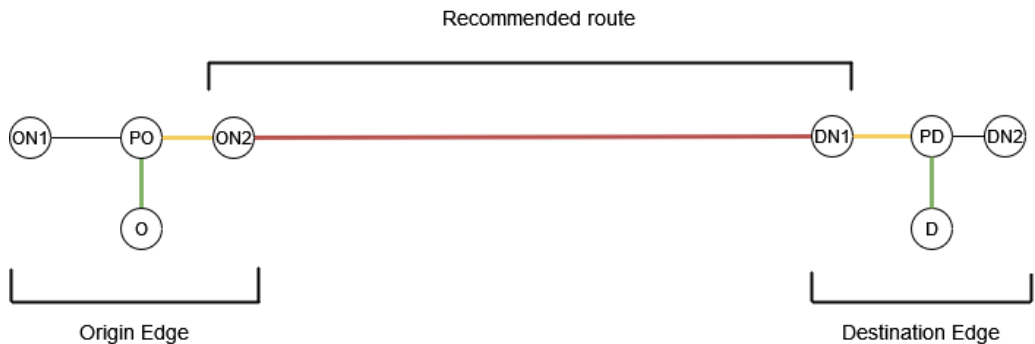 Recommended route
ON1 PO ON2 DN1 PD DN2
O D
Origin Edge Destination Edge